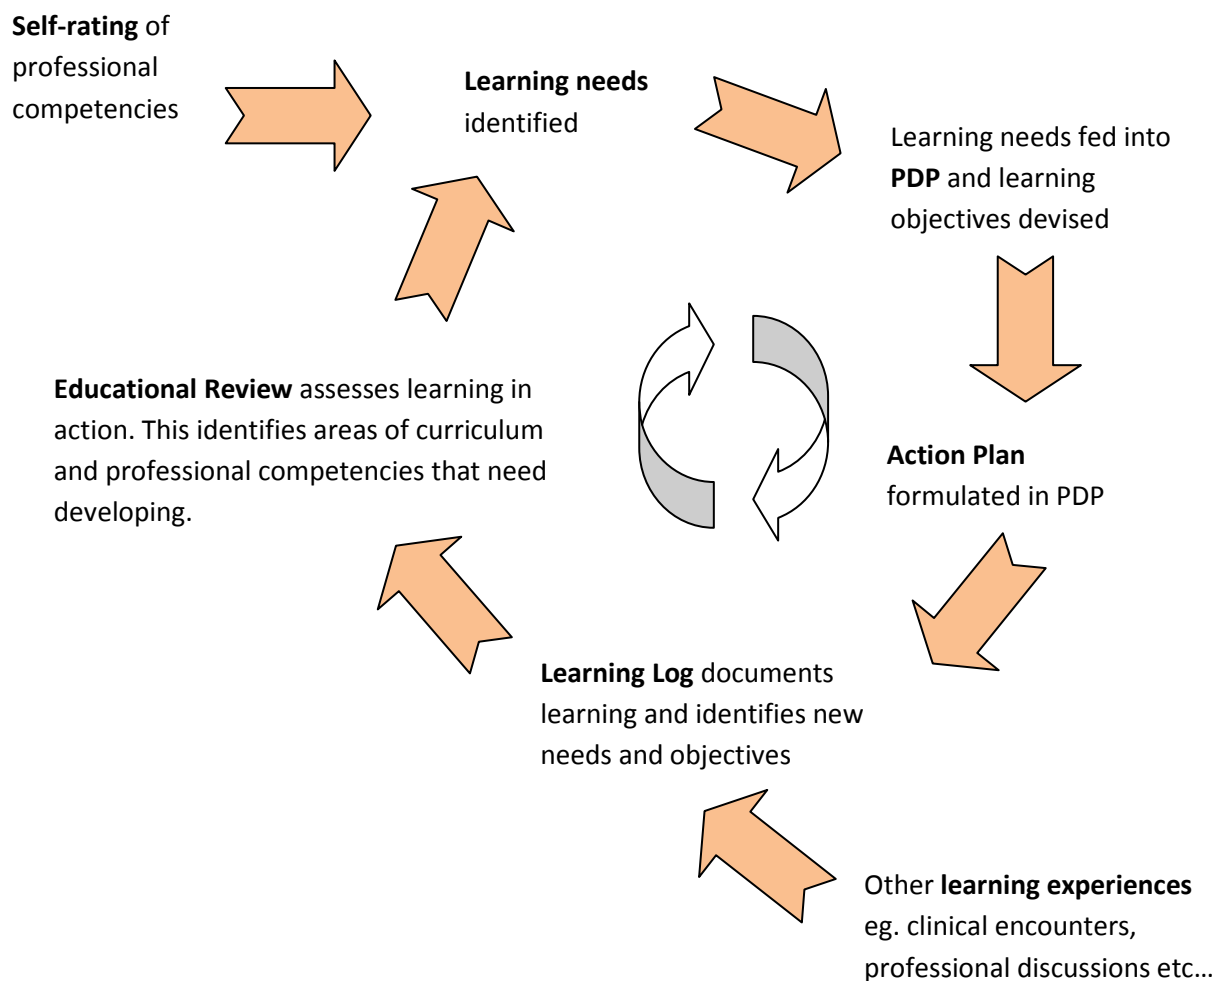 Self-rating of
professional
competencies
Learning needs
identified
Learning needs fed into
PDP and learning
objectives devised
Educational Review assesses learning in
action. This identifies areas of curriculum
and professional competencies that need
developing.
Action Plan
formulated in PDP
Learning Log documents
learning and identifies new
needs and objectives
Other learning experiences
eg. clinical encounters,
professional discussions etc…